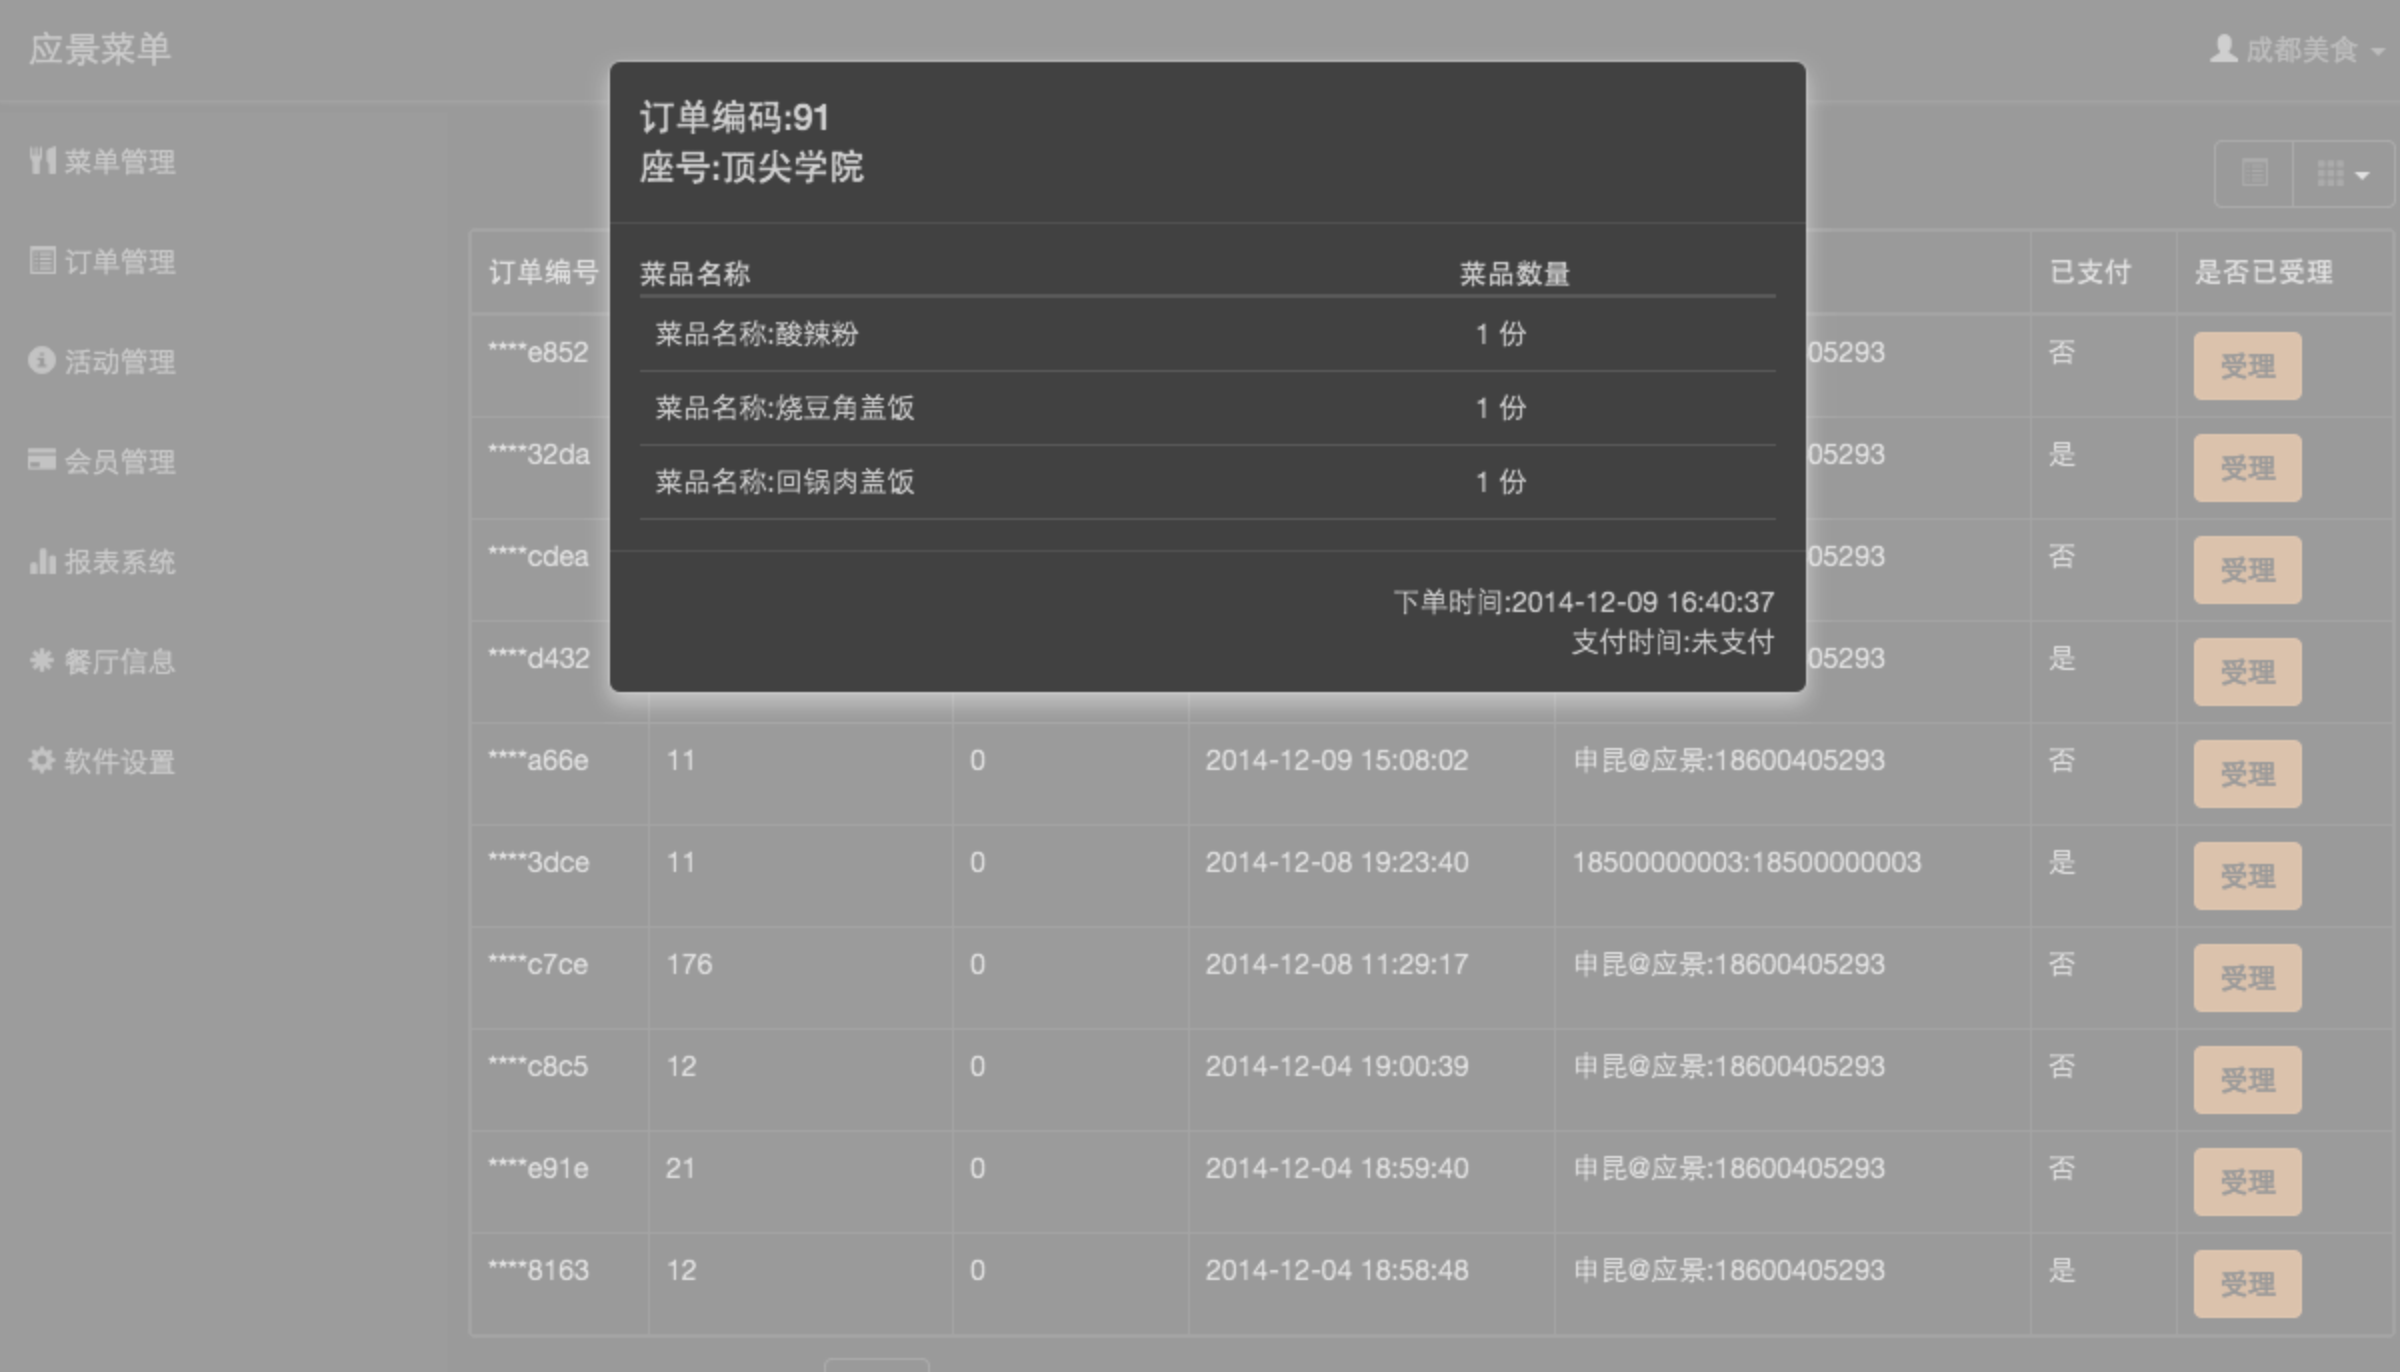 应景菜单
成都美食
菜单管理
订单管理
活动管理
会员管理
报表系统
餐厅信息
软件设置
订单编码:91
座号:顶尖学院
菜品名称 菜品数量
菜品名称:酸辣粉 1 份
菜品名称:烧豆角盖饭 1 份
菜品名称:回锅肉盖饭 1 份
下单时间:2014-12-09 16:40:37
支付时间:未支付
订单编号 已支付 是否已受理
****e852 05293 否 受理
****32da 05293 是 受理
****cdea 05293 否 受理
****d432 05293 是 受理
****a66e 11 0 2014-12-09 15:08:02 申昆@应景:18600405293 否 受理
****3dce 11 0 2014-12-08 19:23:40 18500000003:18500000003 是 受理
****c7ce 176 0 2014-12-08 11:29:17 申昆@应景:18600405293 否 受理
****c8c5 12 0 2014-12-04 19:00:39 申昆@应景:18600405293 否 受理
****e91e 21 0 2014-12-04 18:59:40 申昆@应景:18600405293 否 受理
****8163 12 0 2014-12-04 18:58:48 申昆@应景:18600405293 是 受理